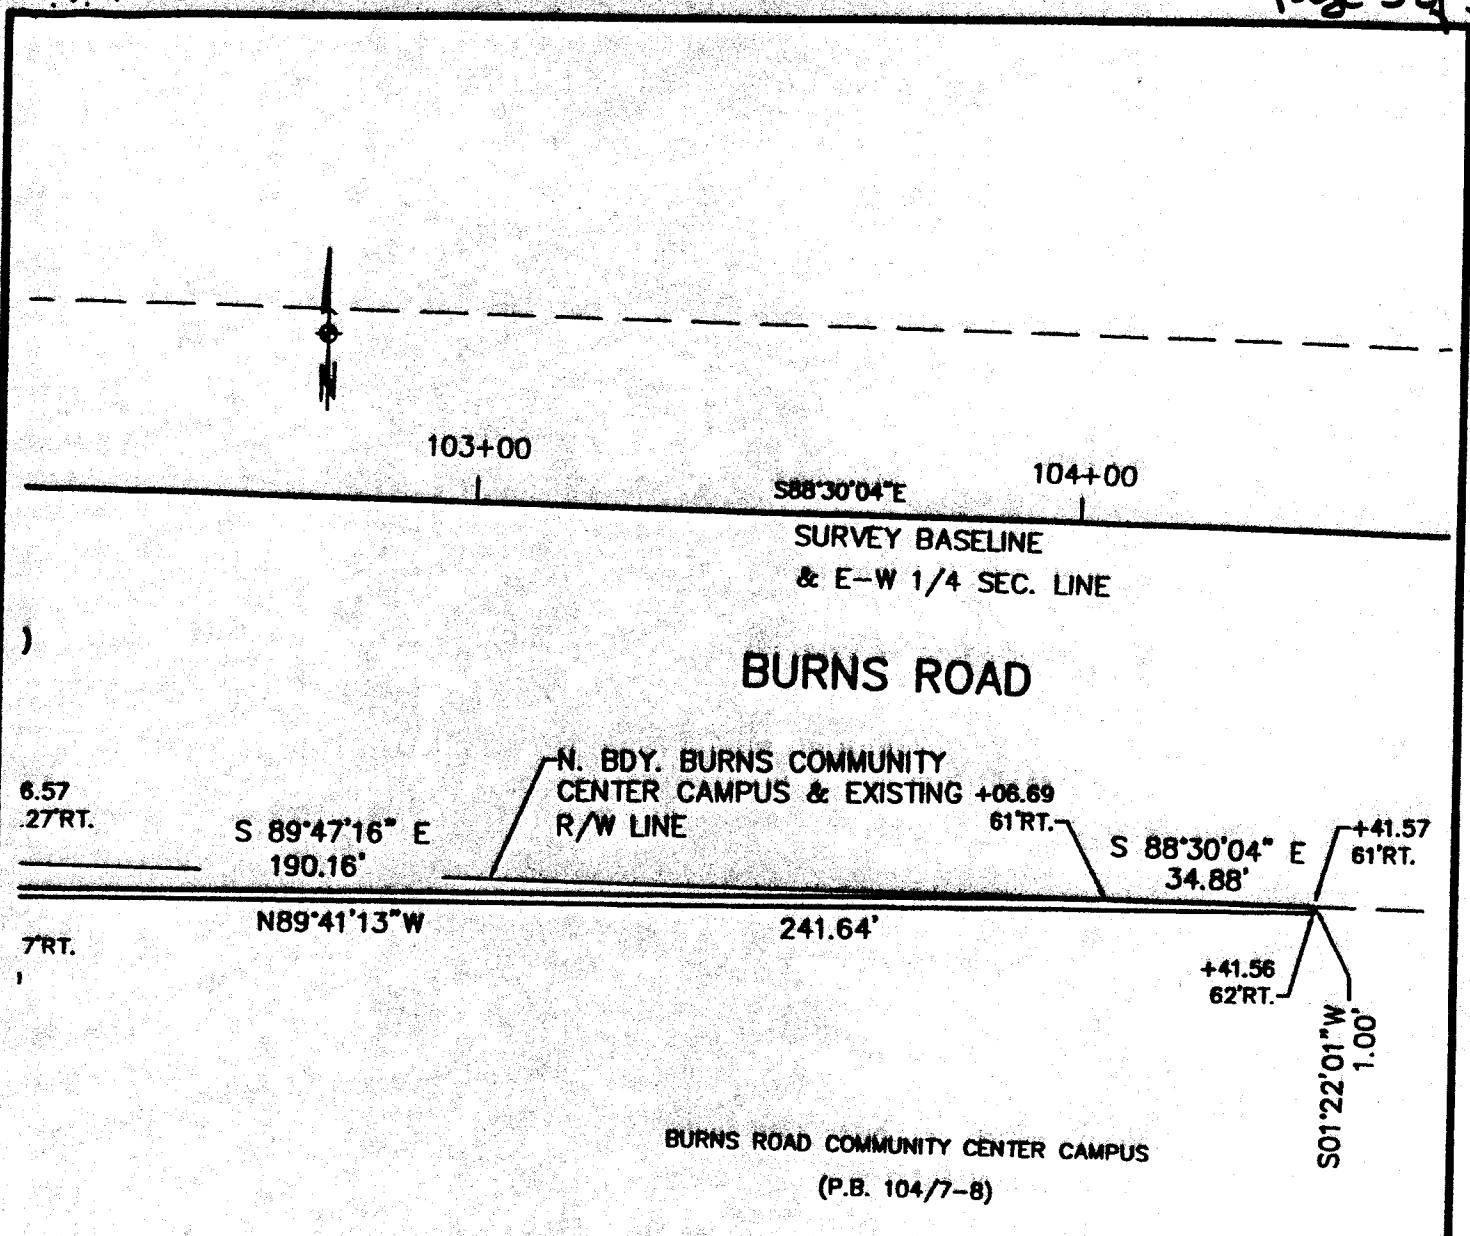 103+00
104+00
S88°30'04"E
SURVEY BASELINE
& E-W 1/4 SEC. LINE
)
BURNS ROAD
N. BDY. BURNS COMMUNITY
CENTER CAMPUS & EXISTING
R/W LINE
+06.69
61'RT.
6.57
.27'RT.
S 89°47'16" E
190.16'
S 88°30'04" E
34.88'
+41.57
61'RT.
N89°41'13"W
241.64'
7'RT.
'
+41.56
62'RT.
S01°22'01"W
1.00'
BURNS ROAD COMMUNITY CENTER CAMPUS
(P.B. 104/7-8)
N